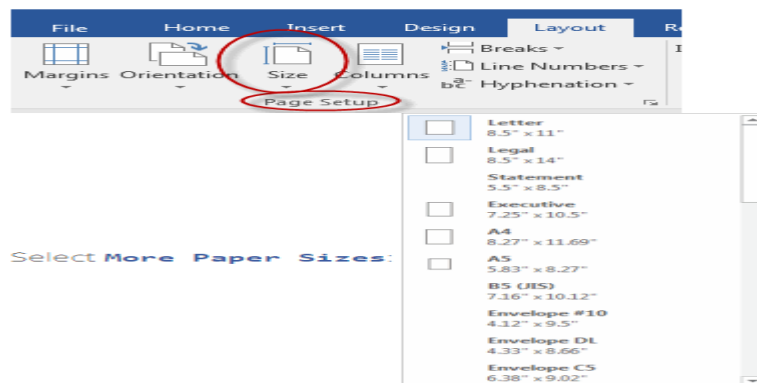 File Home Insert Design Layout R
Margins Orientation Size Columns
Breaks
Line Numbers
Hyphenation
Page Setup
Letter
8.5" x 11"
Legal
8.5" x 14"
Statement
5.5" x 8.5"
Executive
7.25" x 10.5"
A4
8.27" x 11.69"
Select More Paper Sizes:
A5
5.83" x 8.27"
B5 (JIS)
7.16" x 10.12"
Envelope #10
4.12" x 9.5"
Envelope DL
4.33" x 8.66"
Envelope C5
6.38" x 9.02"